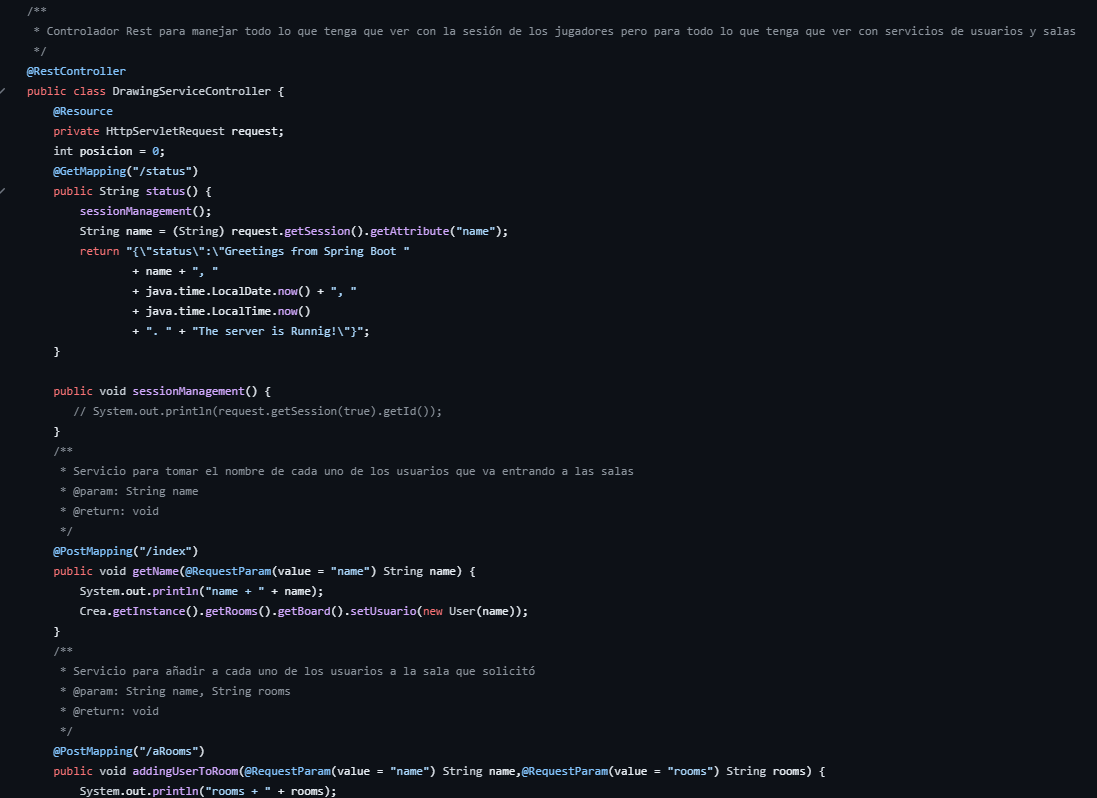 /**
 * Controlador Rest para manejar todo lo que tenga que ver con la sesión de los jugadores pero para todo lo que tenga que ver con servicios de usuarios y salas
 */
@RestController
public class DrawingServiceController {
    @Resource
    private HttpServletRequest request;
    int posicion = 0;
    @GetMapping("/status")
    public String status() {
        sessionManagement();
        String name = (String) request.getSession().getAttribute("name");
        return "{\"status\":\"Greetings from Spring Boot "
                + name + ", "
                + java.time.LocalDate.now() + ", "
                + java.time.LocalTime.now()
                + ". " + "The server is Runnig!\"}";
    }
    public void sessionManagement() {
       // System.out.println(request.getSession(true).getId());
    }
    /**
     * Servicio para tomar el nombre de cada uno de los usuarios que va entrando a las salas
     * @param: String name
     * @return: void
     */
    @PostMapping("/index")
    public void getName(@RequestParam(value = "name") String name) {
        System.out.println("name + " + name);
        Crea.getInstance().getRooms().getBoard().setUsuario(new User(name));
    }
    /**
     * Servicio para añadir a cada uno de los usuarios a la sala que solicitó
     * @param: String name, String rooms
     * @return: void
     */
    @PostMapping("/aRooms")
    public void addingUserToRoom(@RequestParam(value = "name") String name,@RequestParam(value = "rooms") String rooms) {
        System.out.println("rooms + " + rooms);